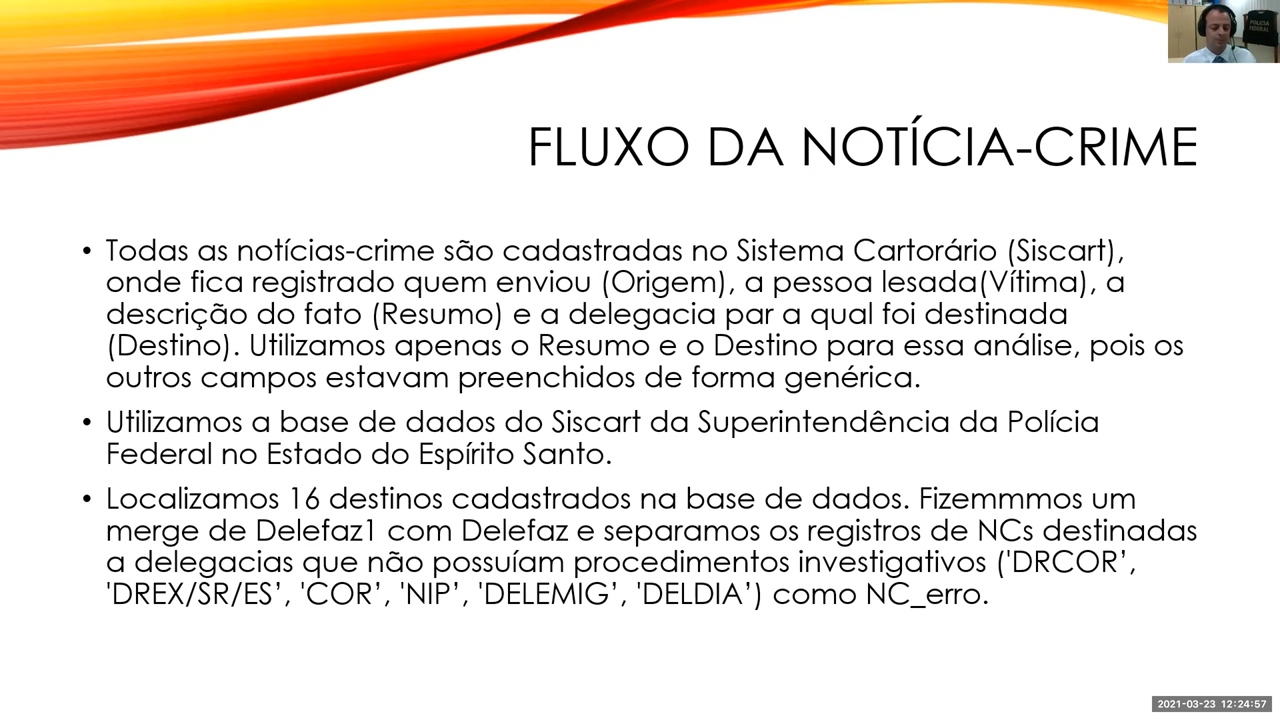 POLÍCIA
FEDERAL
FLUXO DA NOTÍCIA-CRIME
• Todas as notícias-crime são cadastradas no Sistema Cartorário (Siscart),
onde fica registrado quem enviou (Origem), a pessoa lesada(Vítima), a
descrição do fato (Resumo) e a delegacia par a qual foi destinada
(Destino). Utilizamos apenas o Resumo e o Destino para essa análise, pois os
outros campos estavam preenchidos de forma genérica.
• Utilizamos a base de dados do Siscart da Superintendência da Polícia
Federal no Estado do Espírito Santo.
• Localizamos 16 destinos cadastrados na base de dados. Fizemmmos um
merge de Delefaz1 com Delefaz e separamos os registros de NCs destinadas
a delegacias que não possuíam procedimentos investigativos ('DRCOR’,
'DREX/SR/ES’, 'COR’, 'NIP’, 'DELEMIG’, 'DELDIA’) como NC_erro.
2021-03-23 12:24:57